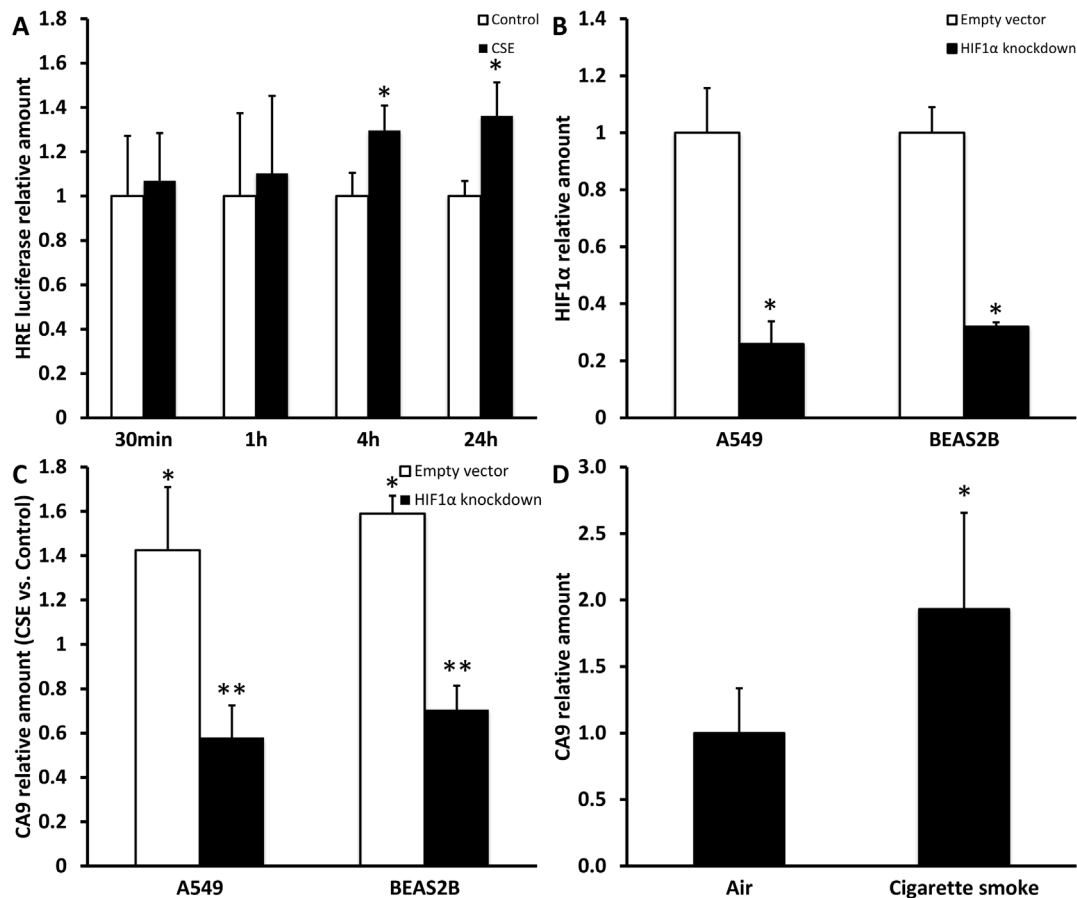 A
HRE luciferase relative amount
1.8
1.6
1.4
1.2
1
0.8
0.6
0.4
0.2
0
Control
CSE
*
*
30min 1h 4h 24h
B
HIF1α relative amount
1.4
1.2
1
0.8
0.6
0.4
0.2
0
Empty vector
HIF1α knockdown
*
*
A549 BEAS2B
C
CA9 relative amount (CSE vs. Control)
1.8
1.6
1.4
1.2
1
0.8
0.6
0.4
0.2
0
Empty vector
HIF1α knockdown
*
**
*
**
A549 BEAS2B
D
CA9 relative amount
3.0
2.5
2.0
1.5
1.0
0.5
0.0
*
Air Cigarette smoke